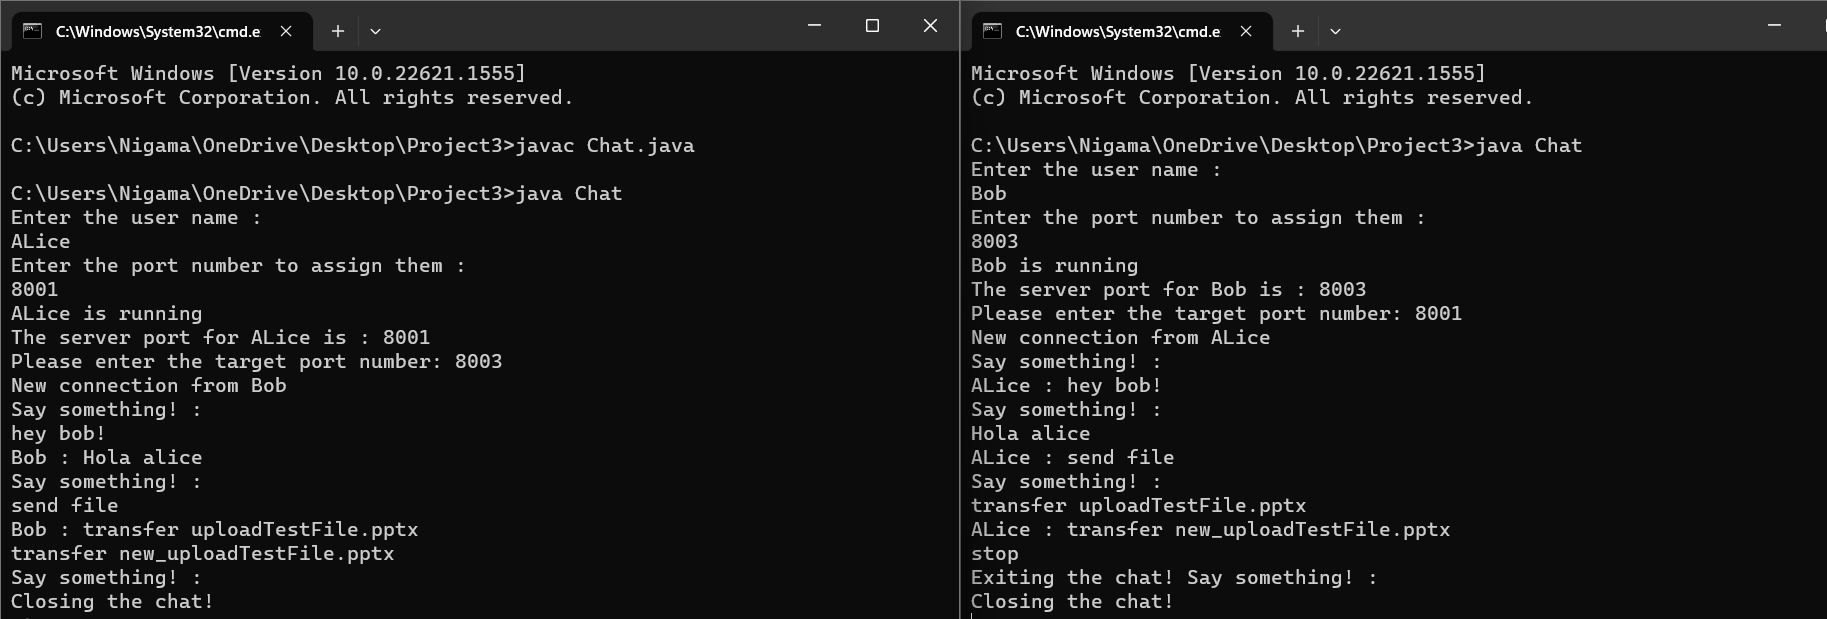 C:\Windows\System32\cmd.e
Microsoft Windows [Version 10.0.22621.1555]
(c) Microsoft Corporation. All rights reserved.
C:\Users\Nigama\OneDrive\Desktop\Project3>javac Chat.java
C:\Users\Nigama\OneDrive\Desktop\Project3>java Chat
Enter the user name :
ALice
Enter the port number to assign them :
8001
ALice is running
The server port for ALice is : 8001
Please enter the target port number: 8003
New connection from Bob
Say something! :
hey bob!
Bob : Hola alice
Say something! :
send file
Bob : transfer uploadTestFile.pptx
transfer new_uploadTestFile.pptx
Say something! :
Closing the chat!
C:\Windows\System32\cmd.e
Microsoft Windows [Version 10.0.22621.1555]
(c) Microsoft Corporation. All rights reserved.
C:\Users\Nigama\OneDrive\Desktop\Project3>java Chat
Enter the user name :
Bob
Enter the port number to assign them :
8003
Bob is running
The server port for Bob is : 8003
Please enter the target port number: 8001
New connection from ALice
Say something! :
ALice : hey bob!
Say something! :
Hola alice
ALice : send file
Say something! :
transfer uploadTestFile.pptx
ALice : transfer new_uploadTestFile.pptx
stop
Exiting the chat! Say something! :
Closing the chat!